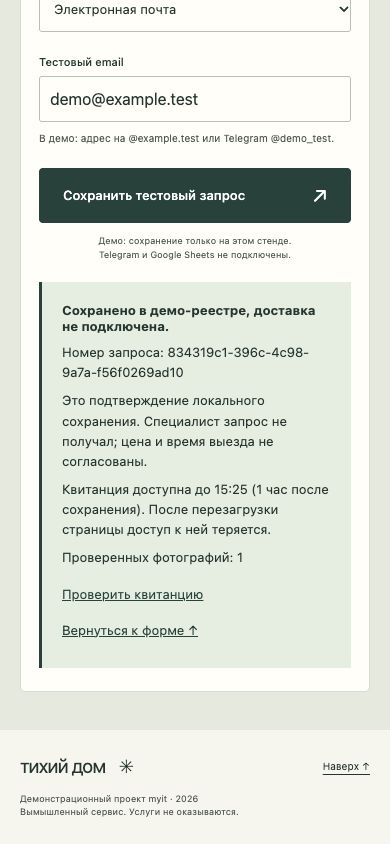 Электронная почта
Тестовый email
demo@example.test
В демо: адрес на @example.test или Telegram @demo_test.
Сохранить тестовый запрос
Демо: сохранение только на этом стенде.
Telegram и Google Sheets не подключены.
Сохранено в демо-реестре, доставка
не подключена.
Номер запроса: 834319c1-396c-4c98-
9a7a-f56f0269ad10
Это подтверждение локального
сохранения. Специалист запрос не
получал; цена и время выезда не
согласованы.
Квитанция доступна до 15:25 (1 час после
сохранения). После перезагрузки
страницы доступ к ней теряется.
Проверенных фотографий: 1
Проверить квитанцию
Вернуться к форме ↑
ТИХИЙ ДОМ
Наверх ↑
Демонстрационный проект myit · 2026
Вымышленный сервис. Услуги не оказываются.